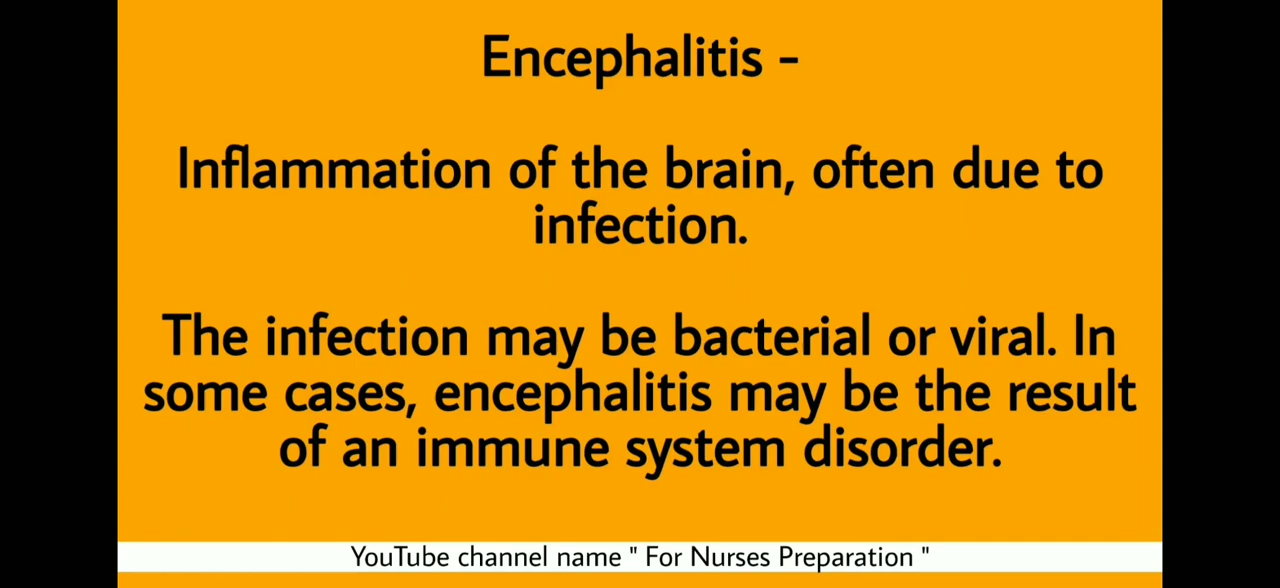 Encephalitis -
Inflammation of the brain, often due to
infection.
The infection may be bacterial or viral. In
some cases, encephalitis may be the result
of an immune system disorder.
YouTube channel name " For Nurses Preparation "